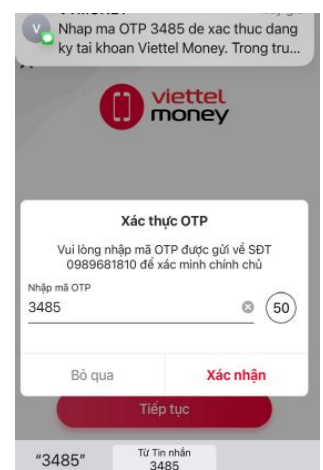 Nhap ma OTP 3485 de xac thuc dang
ky tai khoan Viettel Money. Trong tru...
viettel
money
Xác thực OTP
Vui lòng nhập mã OTP được gửi về SĐT
0989681810 để xác minh chính chủ
Nhập mã OTP
3485
50
Bỏ qua
Xác nhận
Tiếp tục
"3485"
Từ Tin nhắn
3485